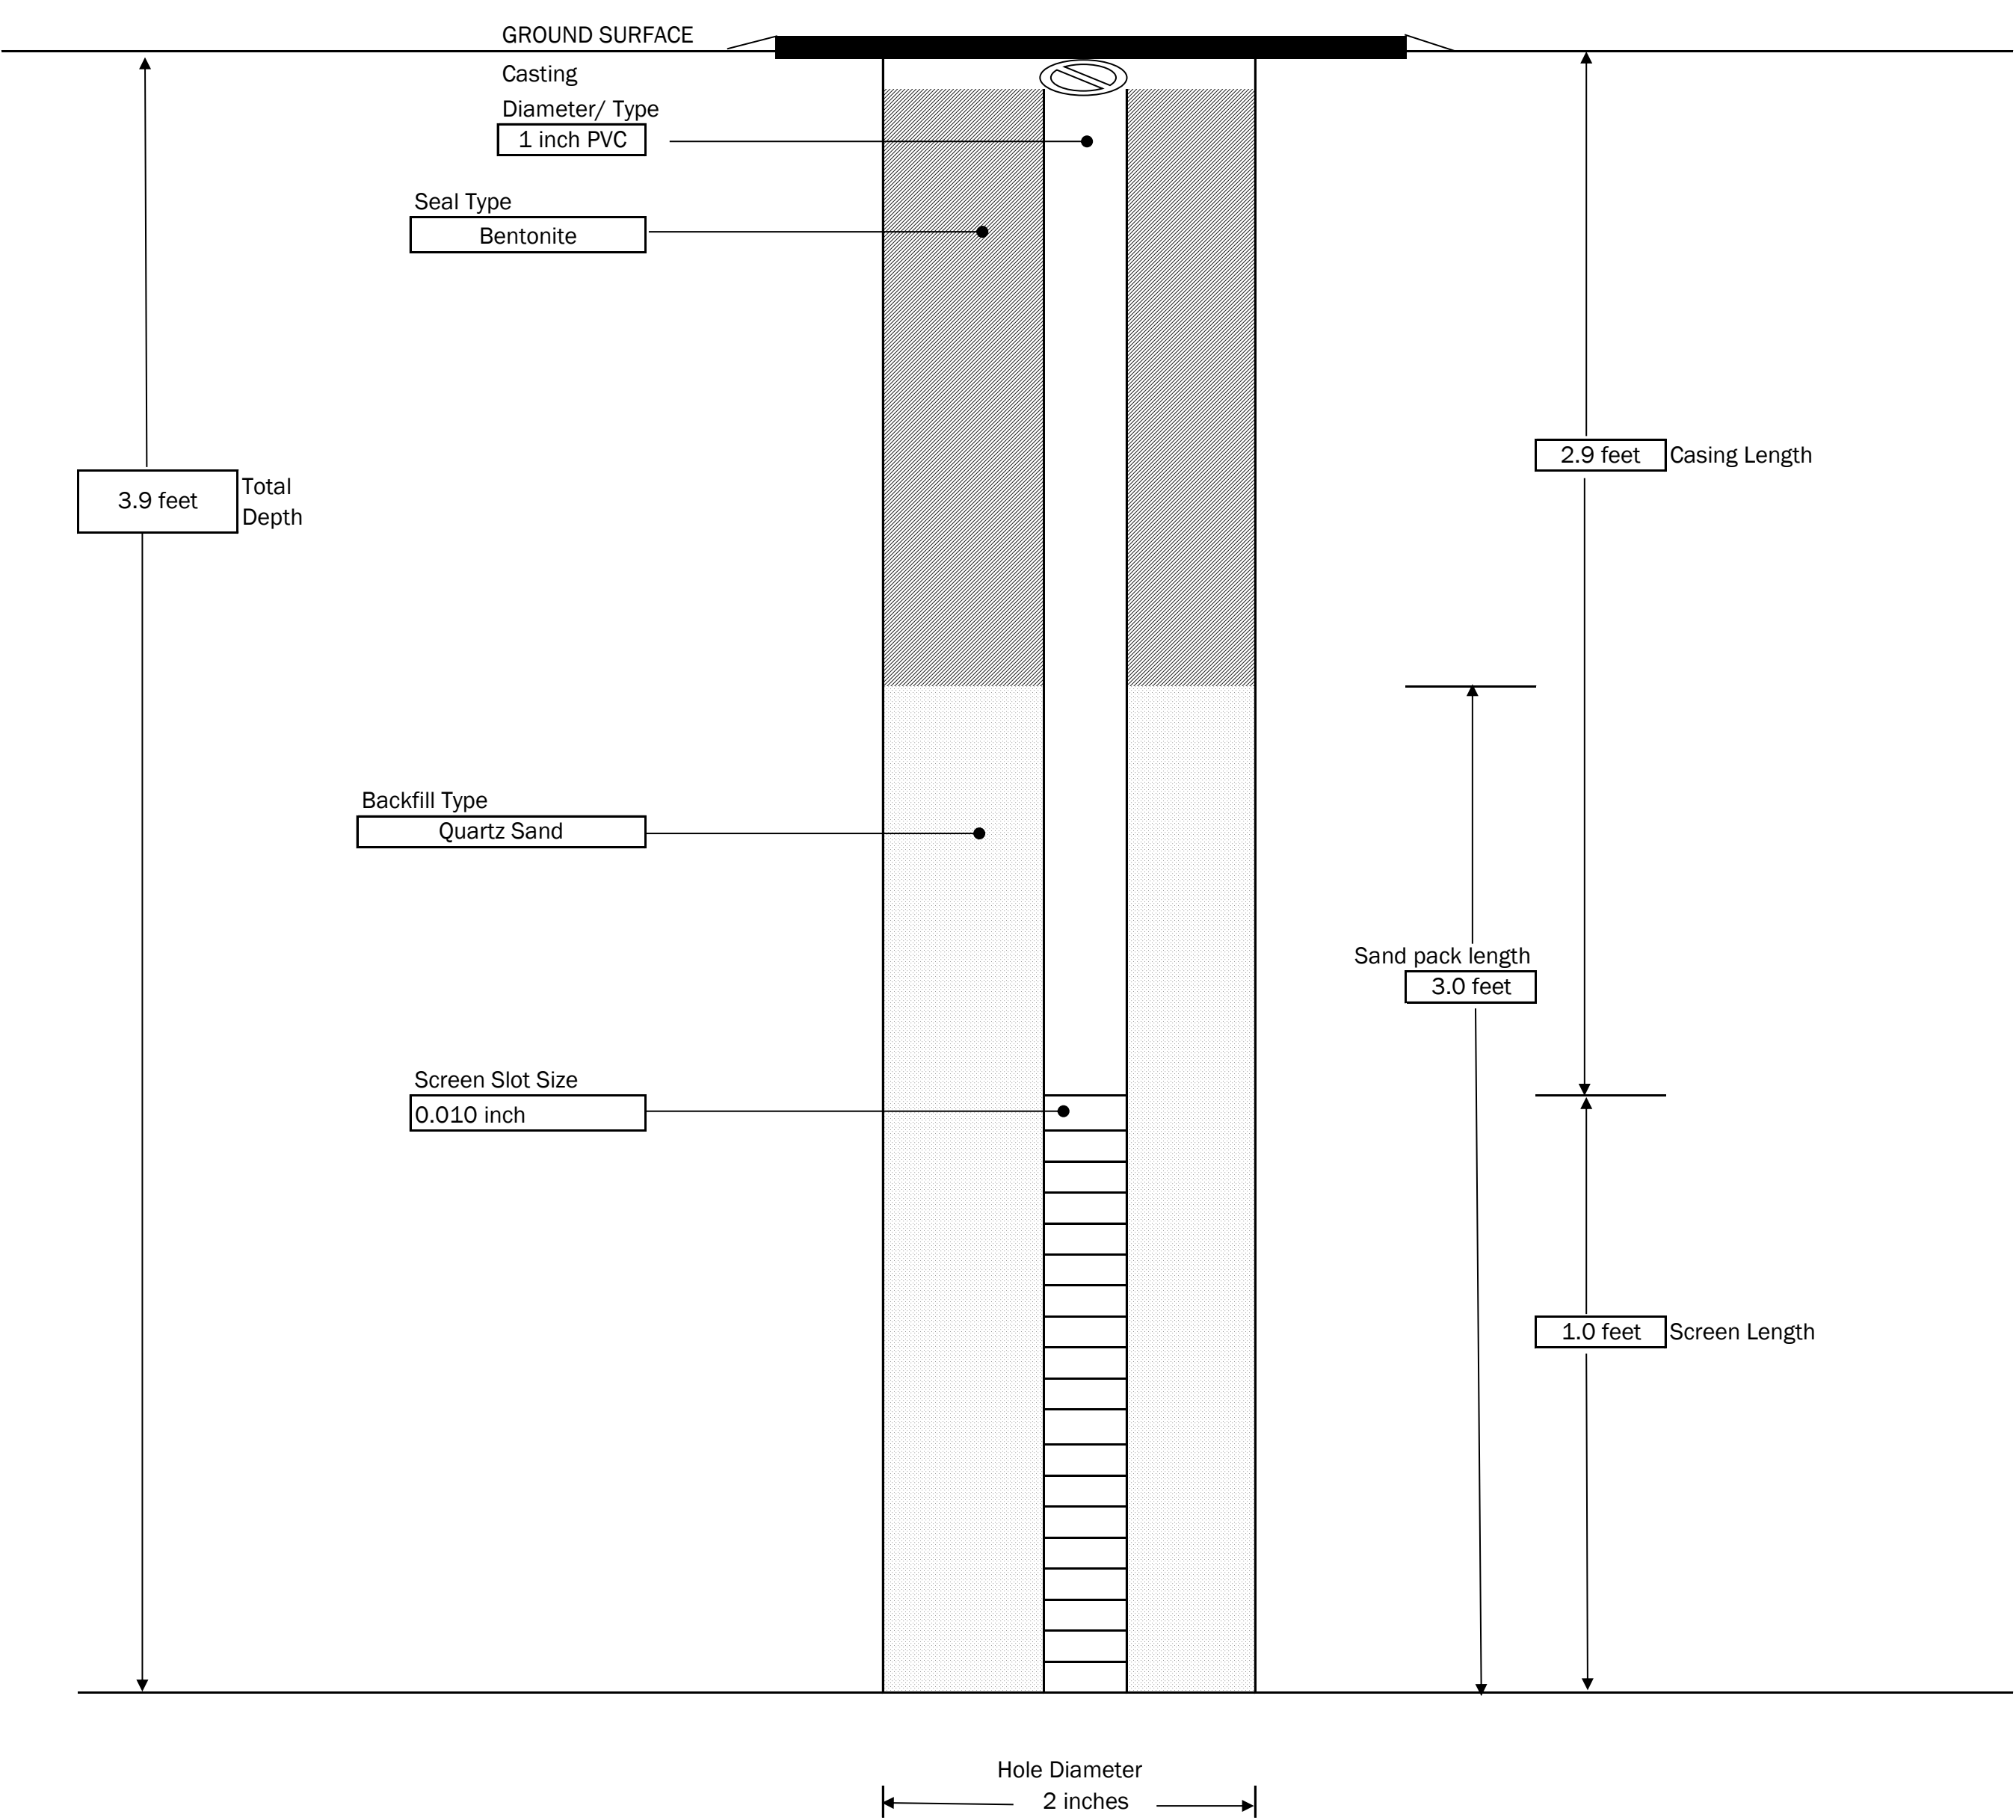 GROUND SURFACE
Casting
Diameter/ Type
1 inch PVC
Seal Type
Bentonite
2.9 feet Casing Length
3.9 feet
Total
Depth
Backfill Type
Quartz Sand
Sand pack length
3.0 feet
Screen Slot Size
0.010 inch
1.0 feet Screen Length
Hole Diameter
2 inches